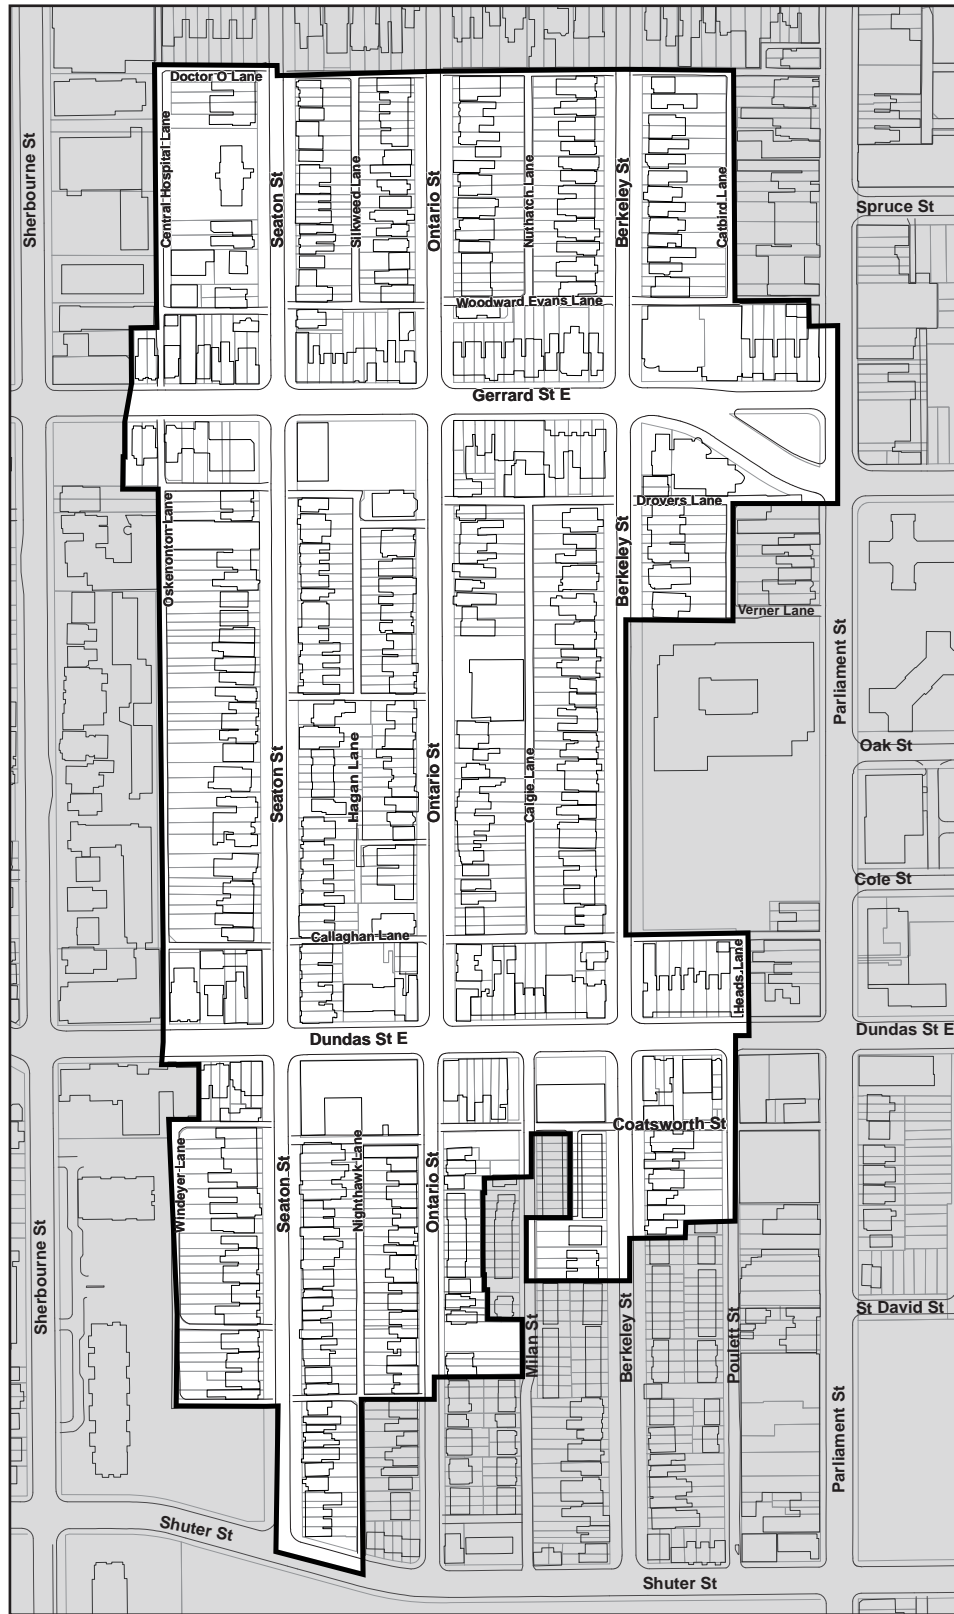 Doctor O Lane
Sherbourne St
Central Hospital Lane
Seaton St
Silkweed Lane
Ontario St
Nuthatch Lane
Berkeley St
Catbird Lane
Spruce St
Woodward Evans Lane
Gerrard St E
Drovers Lane
Oskenonton Lane
Berkeley St
Verner Lane
Parliament St
Oak St
Seaton St
Hagan Lane
Ontario St
Calgie Lane
Cole St
Callaghan Lane
Heads Lane
Dundas St E
Dundas St E
Coatsworth St
Windeyer Lane
Seaton St
Nighthawk Lane
Ontario St
Sherbourne St
St David St
Milan St
Berkeley St
Poulett St
Parliament St
Shuter St
Shuter St